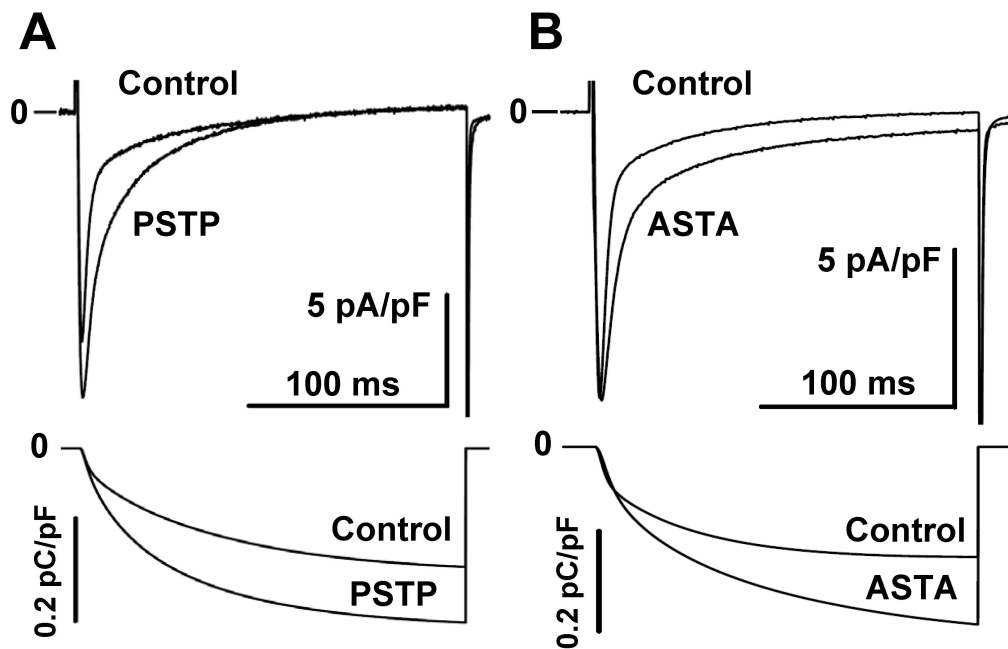 A
Control
0
PSTP
5 pA/pF
100 ms
0
Control
PSTP
0.2 pC/pF
B
Control
0
ASTA
5 pA/pF
100 ms
0
Control
ASTA
0.2 pC/pF